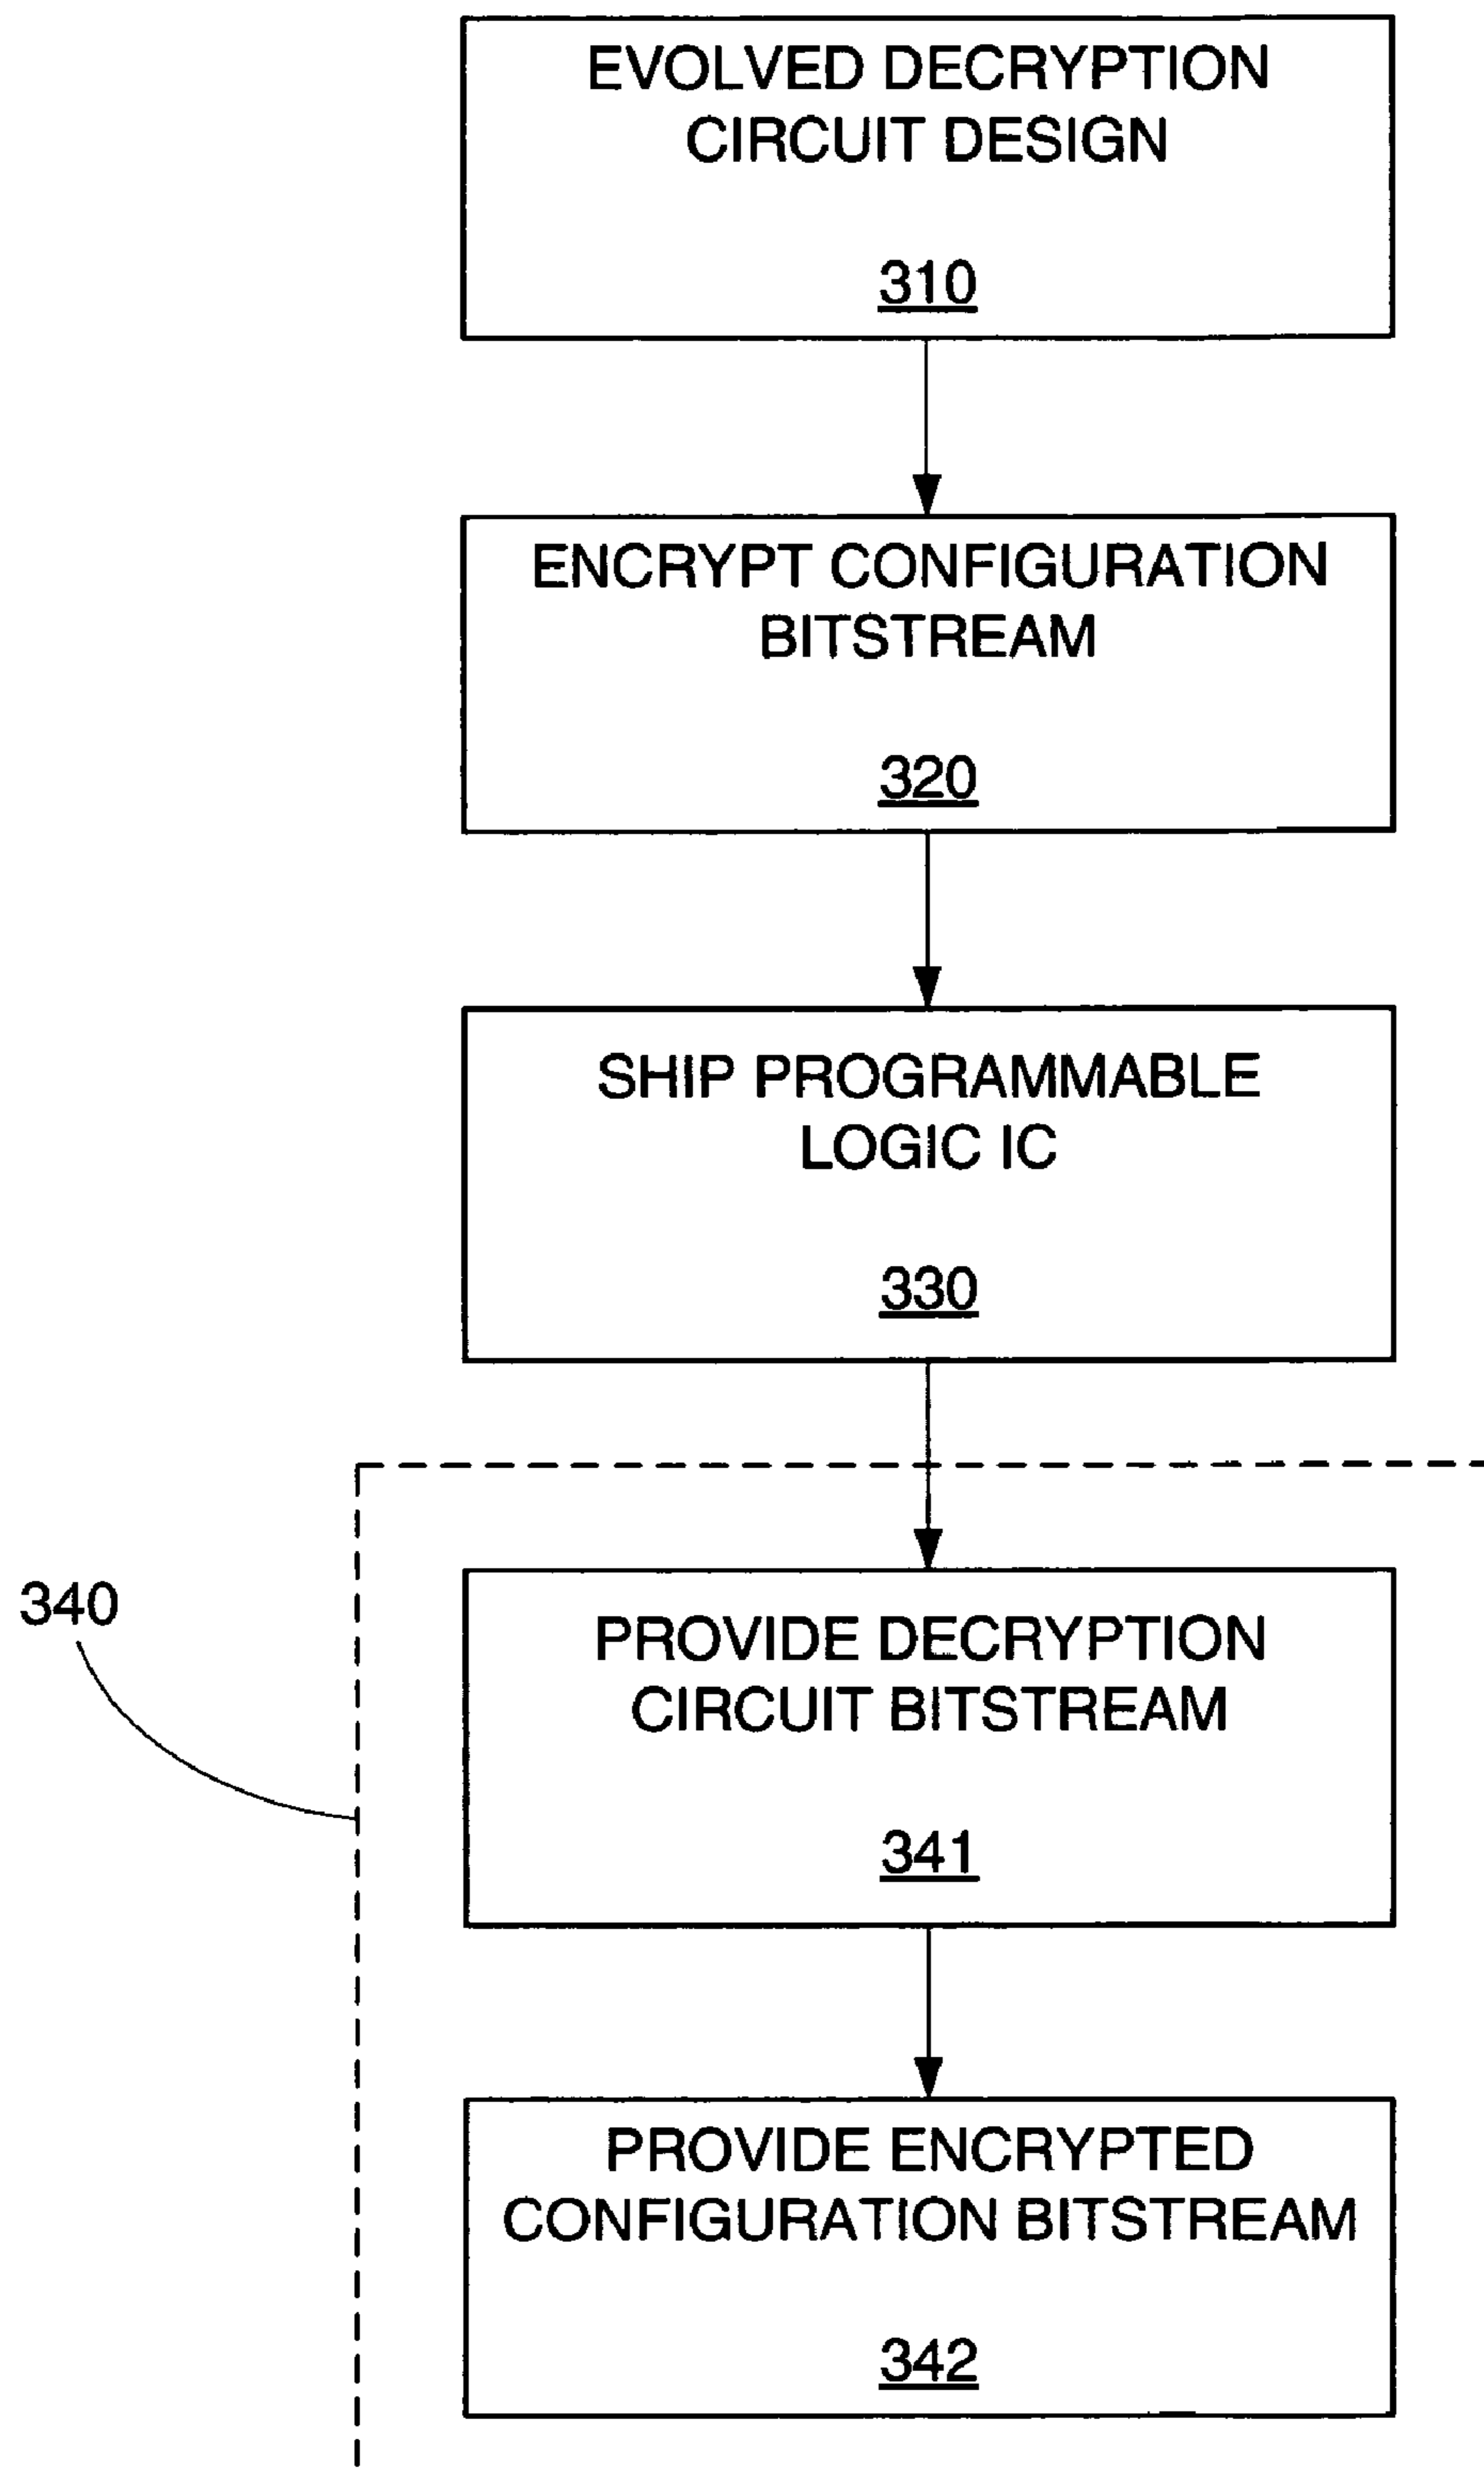 EVOLVED DECRYPTION
CIRCUIT DESIGN
310
ENCRYPT CONFIGURATION
BITSTREAM
320
SHIP PROGRAMMABLE
LOGIC IC
330
340
PROVIDE DECRYPTION
CIRCUIT BITSTREAM
341
PROVIDE ENCRYPTED
CONFIGURATION BITSTREAM
342